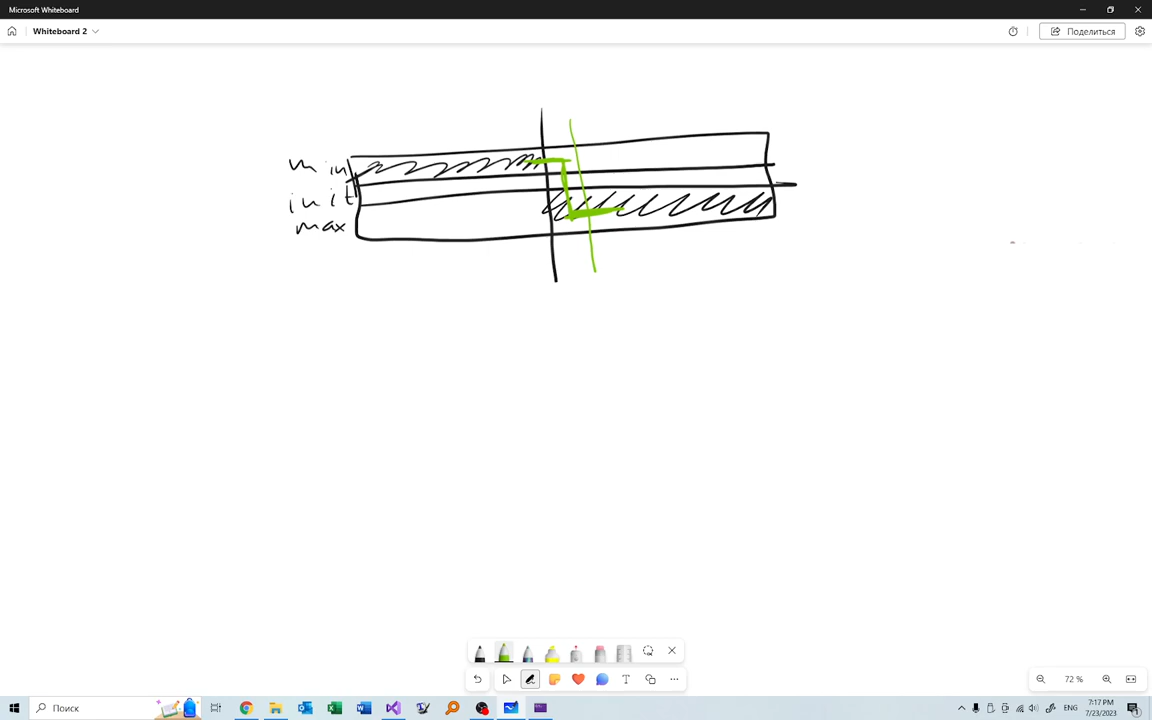 Microsoft Whiteboard
Whiteboard 2
Поделиться
min
init
max
72 %
Поиск
ENG
7:17 PM
7/23/2023